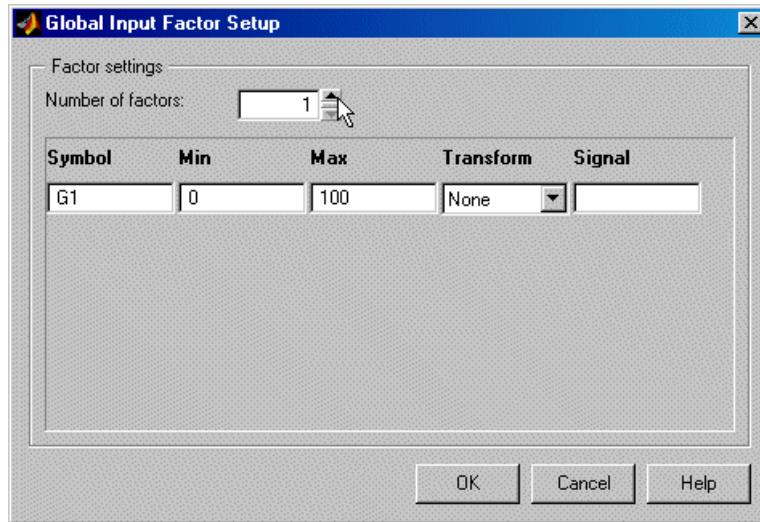 Global Input Factor Setup
Factor settings
Number of factors: 1
Symbol Min Max Transform Signal
G1 0 100 None
OK Cancel Help